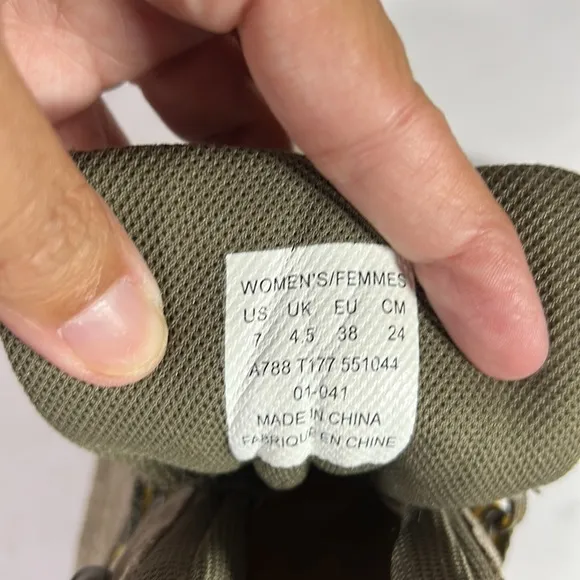 WOMEN'S/FEMMES
US UK EU CM
7 4.5 38 24
A788 T177 551044
01-041
MADE IN CHINA
FABRIQUE EN CHINE